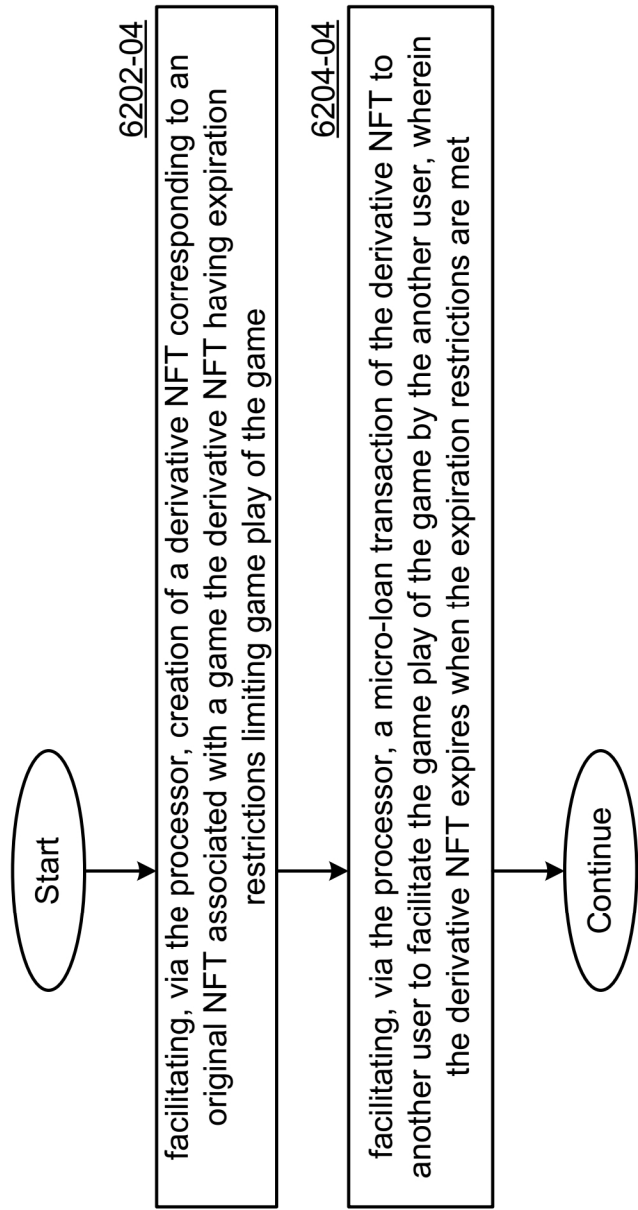 Start
6202-04
facilitating, via the processor, creation of a derivative NFT corresponding to an
original NFT associated with a game the derivative NFT having expiration
restrictions limiting game play of the game
6204-04
facilitating, via the processor, a micro-loan transaction of the derivative NFT to
another user to facilitate the game play of the game by the another user, wherein
the derivative NFT expires when the expiration restrictions are met
Continue